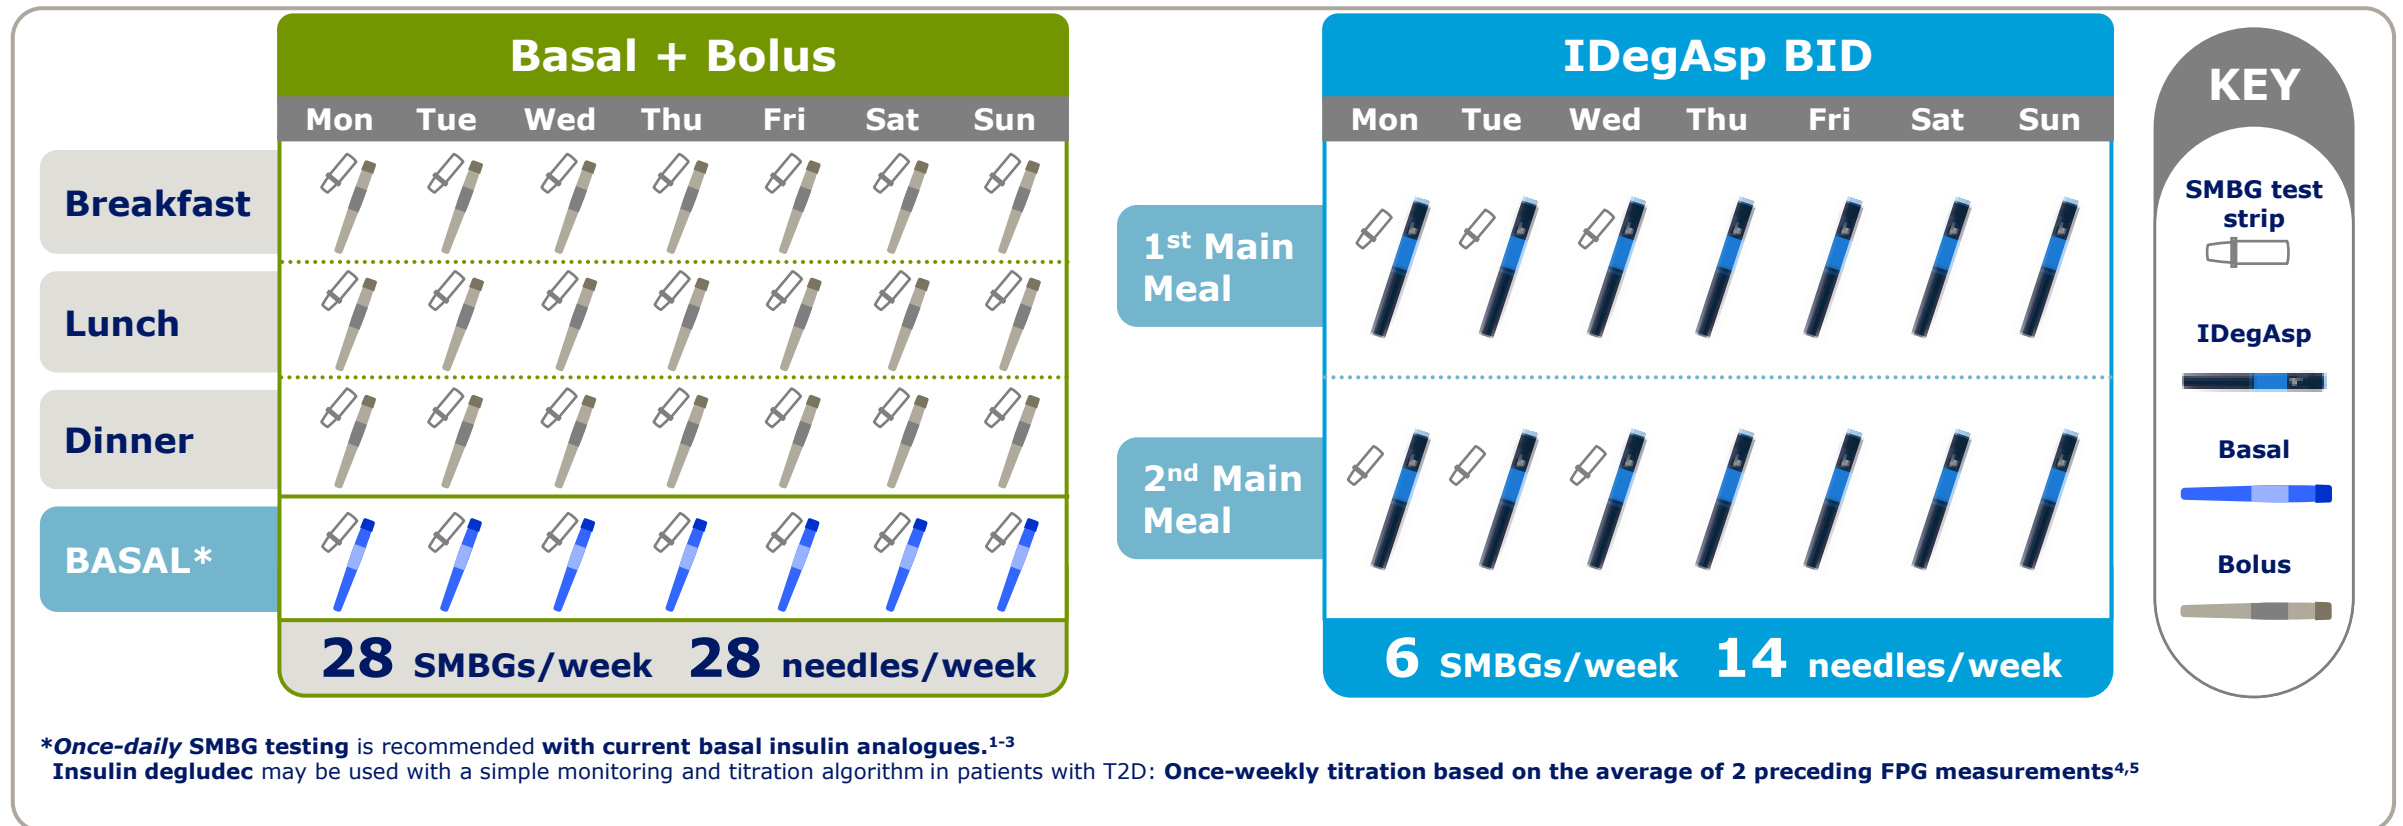 Basal + Bolus
Mon Tue Wed Thu Fri Sat Sun
Breakfast
Lunch
Dinner
BASAL*
28 SMBGs/week 28 needles/week
IDegAsp BID
Mon Tue Wed Thu Fri Sat Sun
1st Main
Meal
2nd Main
Meal
6 SMBGs/week 14 needles/week
KEY
SMBG test
strip
IDegAsp
Basal
Bolus
*Once-daily SMBG testing is recommended with current basal insulin analogues.1-3
Insulin degludec may be used with a simple monitoring and titration algorithm in patients with T2D: Once-weekly titration based on the average of 2 preceding FPG measurements4,5